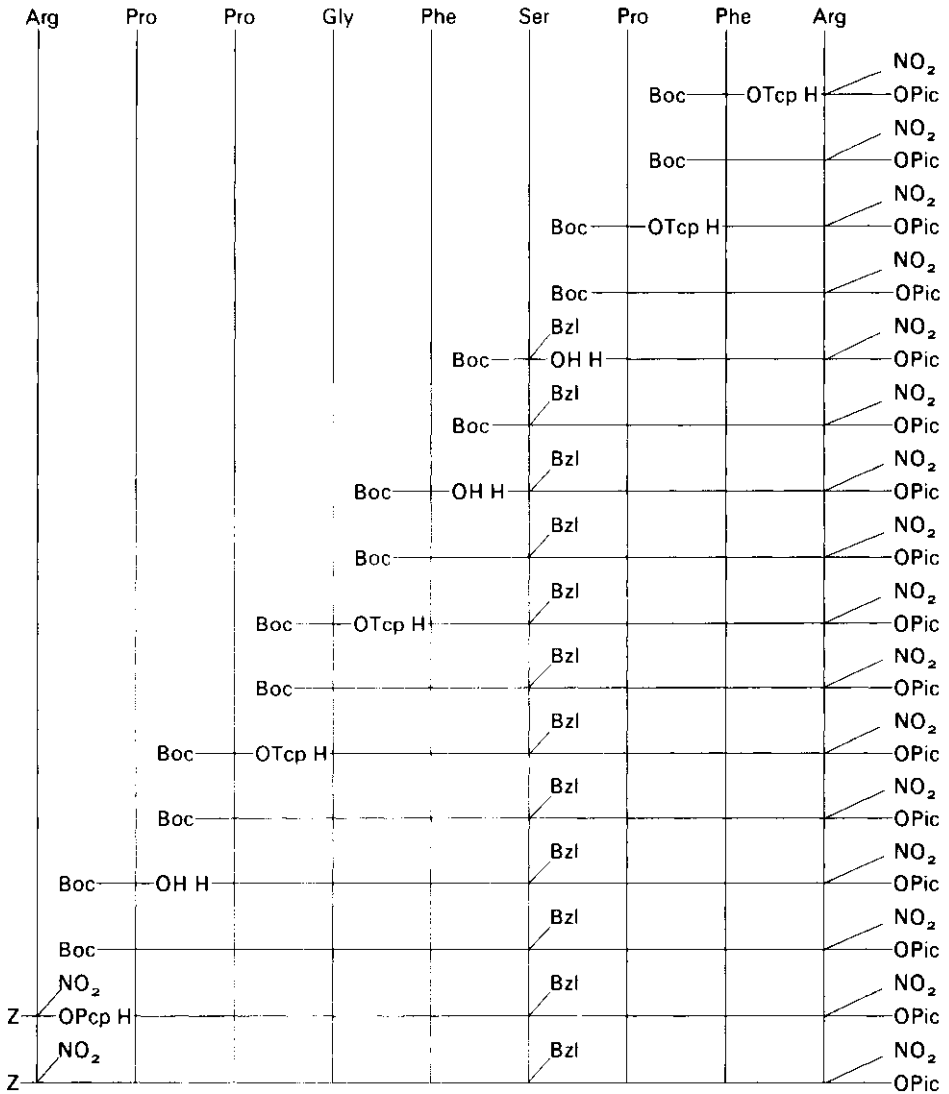 Arg Pro Pro Gly Phe Ser Pro Phe Arg
NO₂
Boc OTcp H OPic
NO₂
Boc OPic
NO₂
Boc OTcp H OPic
NO₂
Boc OPic
Bzl NO₂
Boc OH H OPic
Bzl NO₂
Boc OPic
Bzl NO₂
Boc OH H OPic
Bzl NO₂
Boc OPic
Bzl NO₂
Boc OTcp H OPic
Bzl NO₂
Boc OPic
Bzl NO₂
Boc OTcp H OPic
Bzl NO₂
Boc OPic
Bzl NO₂
Boc OH H OPic
Bzl NO₂
Boc OPic
NO₂ Bzl NO₂
Z OPcp H OPic
NO₂ Bzl NO₂
Z OPic